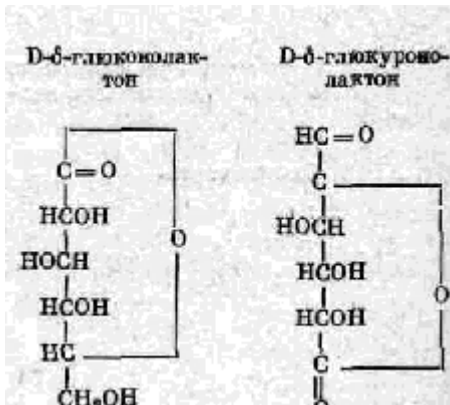 D-δ-глюконолак-
тон
C=O
HCOH
HOCH
HCOH
HC
CH₂OH
O
D-δ-глюкуроно-
лактон
HC=O
C
HOCH
HCOH
HCOH
C
O
O